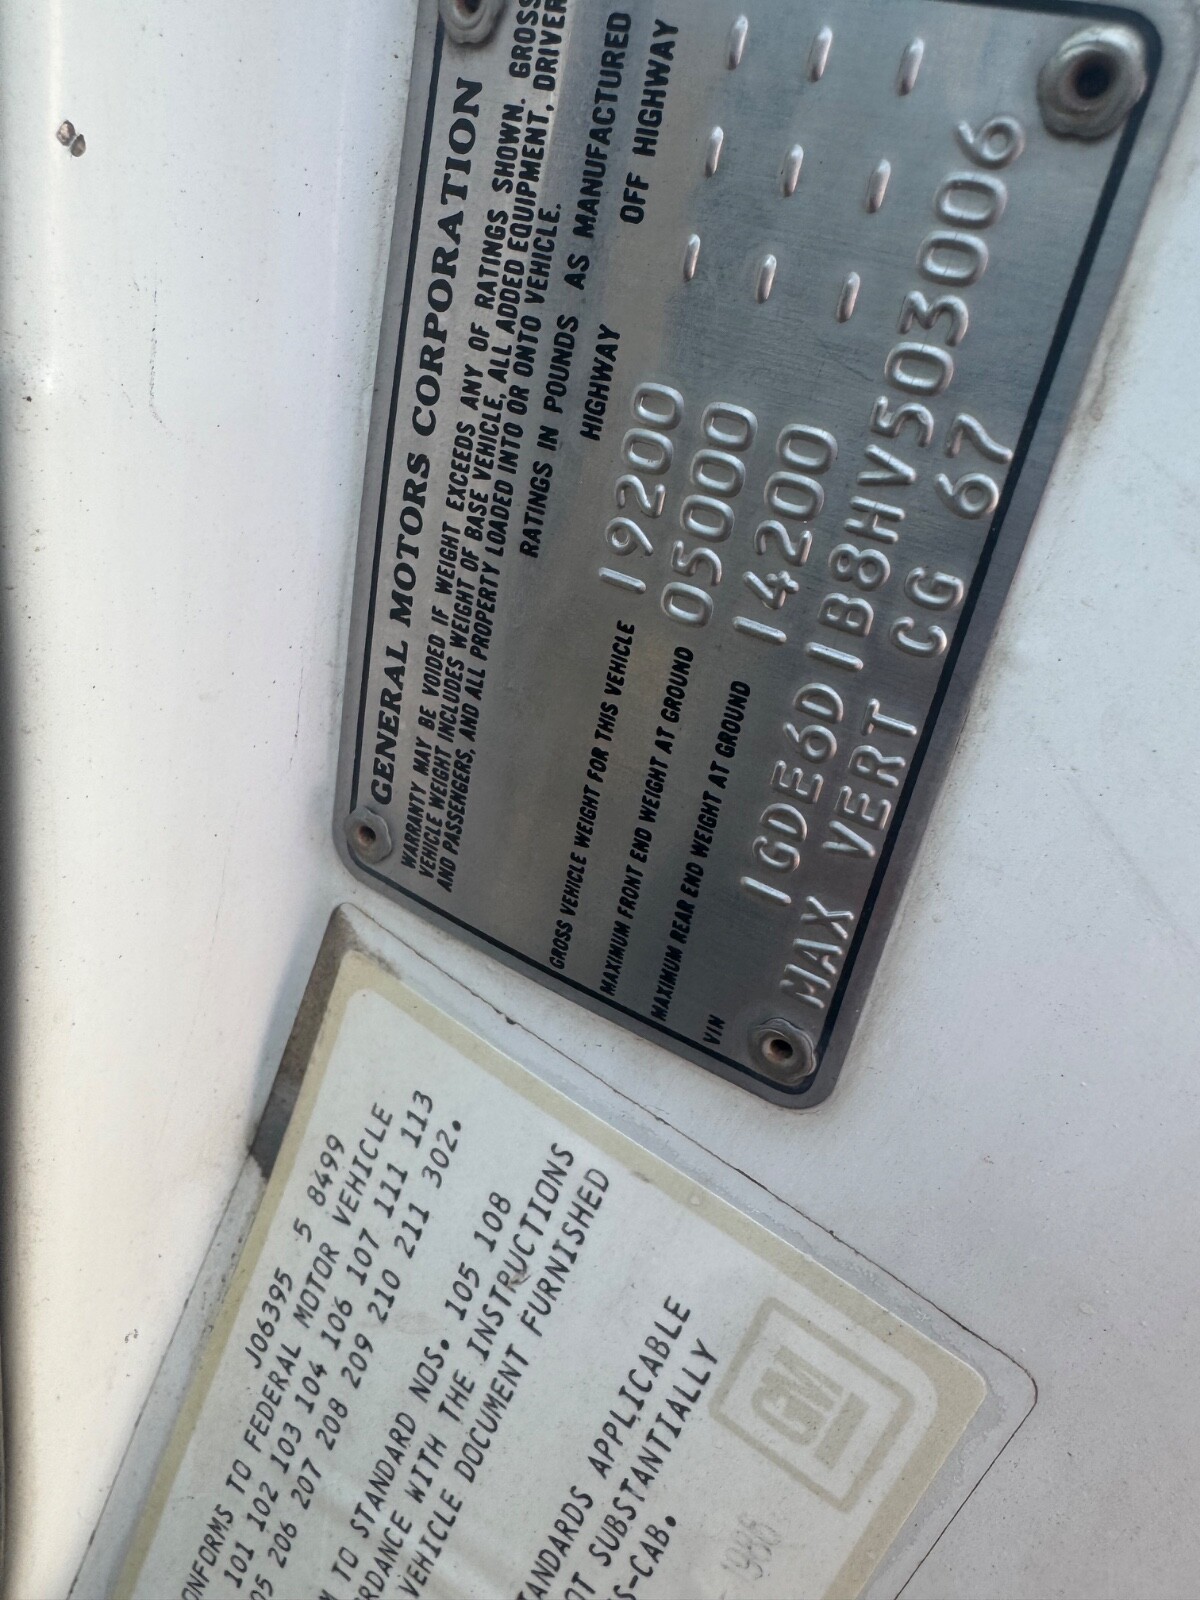 GENERAL MOTORS CORPORATION
WARRANTY MAY BE VOIDED IF WEIGHT EXCEEDS ANY OF RATINGS SHOWN. GROSS
VEHICLE WEIGHT INCLUDES WEIGHT OF BASE VEHICLE, ALL ADDED EQUIPMENT, DRIVER
AND PASSENGERS, AND ALL PROPERTY LOADED INTO OR ONTO VEHICLE.
RATINGS IN POUNDS AS MANUFACTURED
HIGHWAY OFF HIGHWAY
GROSS VEHICLE WEIGHT FOR THIS VEHICLE 19200 - - -
MAXIMUM FRONT END WEIGHT AT GROUND 05000 - - -
MAXIMUM REAR END WEIGHT AT GROUND 14200 - - -
VIN 1GDE6D1B8HV503006
MAX VERT CG 67
J06395 5 8499
TO FEDERAL MOTOR VEHICLE
101 102 103 104 106 107 111 113
206 207 208 209 210 211 302.
TO STANDARD NOS. 105 108
WITH THE INSTRUCTIONS
VEHICLE DOCUMENT FURNISHED
APPLICABLE
SUBSTANTIALLY
-CAB.
GM